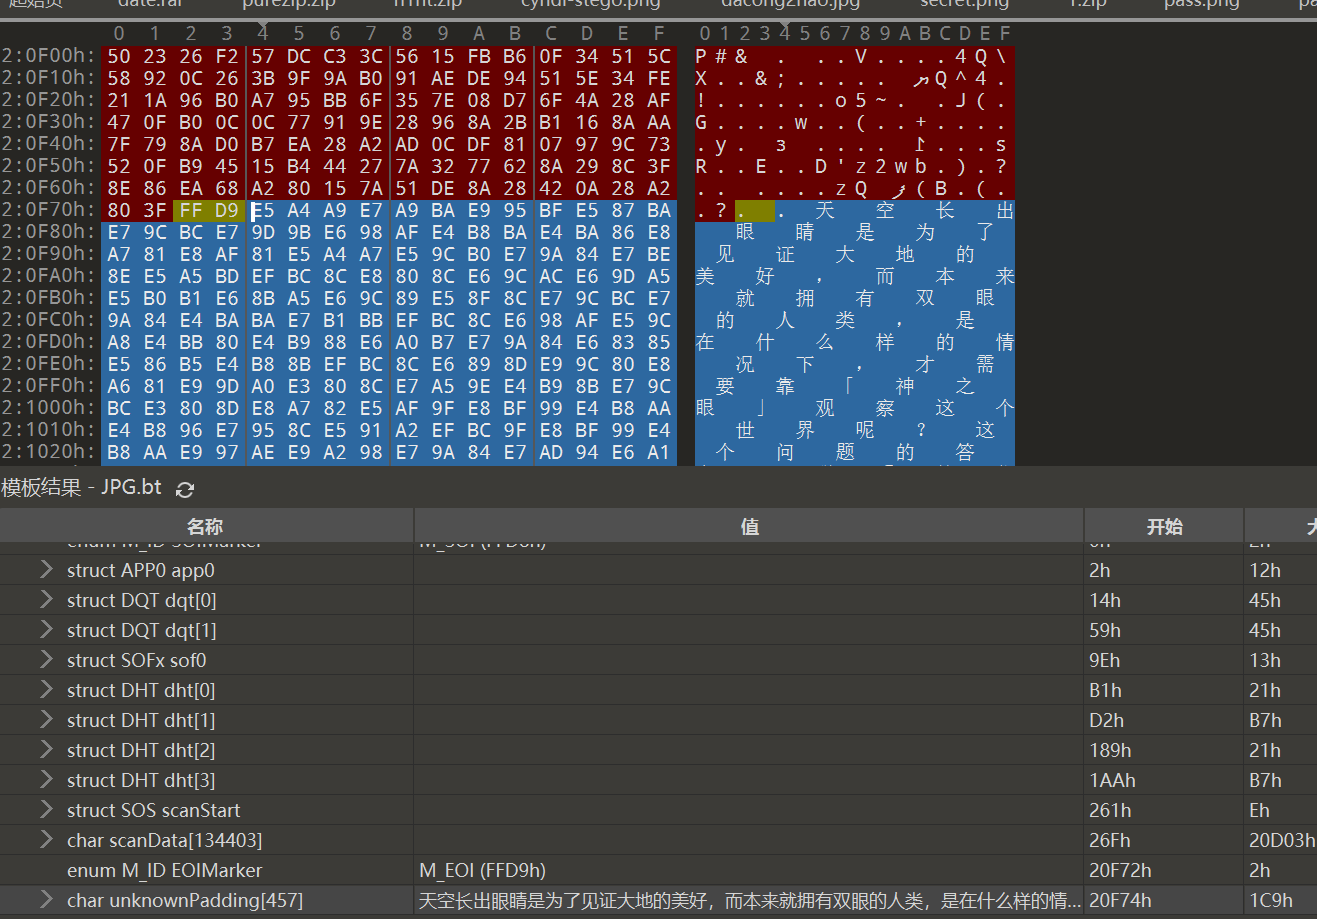 起始页 date.rar purezip.zip cyndi-stego.png dacong2hao.jpg secret.png 1.zip pass.png
0 1 2 3 4 5 6 7 8 9 A B C D E F 0123456789ABCDEF
2:0F00h: 50 23 26 F2 57 DC C3 3C 56 15 FB B6 0F 34 51 5C P#& . ..V....4Q\
2:0F10h: 58 92 0C 26 3B 9F 9A B0 91 AE DE 94 51 5E 34 FE
2:0F20h: 21 1A 96 B0 A7 95 BB 6F 35 7E 08 D7 6F 4A 28 AF !......o5~. ..J(.
2:0F30h: 47 0F B0 0C 0C 77 91 9E 28 96 8A 2B B1 16 8A AA G....w..(..+....
2:0F40h: 7F 79 8A D0 B7 EA 28 A2 AD 0C DF 81 07 97 9C 73
2:0F50h: 52 0F B9 45 15 B4 44 27 7A 32 77 62 8A 29 8C 3F R..E..D'z2wb.).?
2:0F60h: 8E 86 EA 68 A2 80 15 7A 51 DE 8A 28 42 0A 28 A2
2:0F70h: 80 3F FF D9 E5 A4 A9 E7 A9 BA E9 95 BF E5 87 BA .?. .天空长出
2:0F80h: E7 9C BC E7 9D 9B E6 98 AF E4 B8 BA E4 BA 86 E8 眼睛是为了
2:0F90h: A7 81 E8 AF 81 E5 A4 A7 E5 9C B0 E7 9A 84 E7 BE 见证大地的
2:0FA0h: 8E E5 A5 BD EF BC 8C E8 80 8C E6 9C AC E6 9D A5 美好，而本来
2:0FB0h: E5 B0 B1 E6 8B A5 E6 9C 89 E5 8F 8C E7 9C BC E7 就拥有双眼
2:0FC0h: 9A 84 E4 BA BA E7 B1 BB EF BC 8C E6 98 AF E5 9C 的人类，是
2:0FD0h: A8 E4 BB 80 E4 B9 88 E6 A0 B7 E7 9A 84 E6 83 85 在什么样的情
2:0FE0h: E5 86 B5 E4 B8 8B EF BC 8C E6 89 8D E9 9C 80 E8 况下，才需
2:0FF0h: A6 81 E9 9D A0 E3 80 8C E7 A5 9E E4 B9 8B E7 9C 要靠「神之
2:1000h: BC E3 80 8D E8 A7 82 E5 AF 9F E8 BF 99 E4 B8 AA 眼」观察这个
2:1010h: E4 B8 96 E7 95 8C E5 91 A2 EF BC 9F E8 BF 99 E4 世界呢？这
2:1020h: B8 AA E9 97 AE E9 A2 98 E7 9A 84 E7 AD 94 E6 A1 个问题的答
模板结果 - JPG.bt
名称 值 开始
enum M_ID SOIMarker M_SOI (FFD8h) 0h 2h
struct APP0 app0 2h 12h
struct DQT dqt[0] 14h 45h
struct DQT dqt[1] 59h 45h
struct SOFx sof0 9Eh 13h
struct DHT dht[0] B1h 21h
struct DHT dht[1] D2h B7h
struct DHT dht[2] 189h 21h
struct DHT dht[3] 1AAh B7h
struct SOS scanStart 261h Eh
char scanData[134403] 26Fh 20D03h
enum M_ID EOIMarker M_EOI (FFD9h) 20F72h 2h
char unknownPadding[457] 天空长出眼睛是为了见证大地的美好，而本来就拥有双眼的人类，是在什么样的情... 20F74h 1C9h